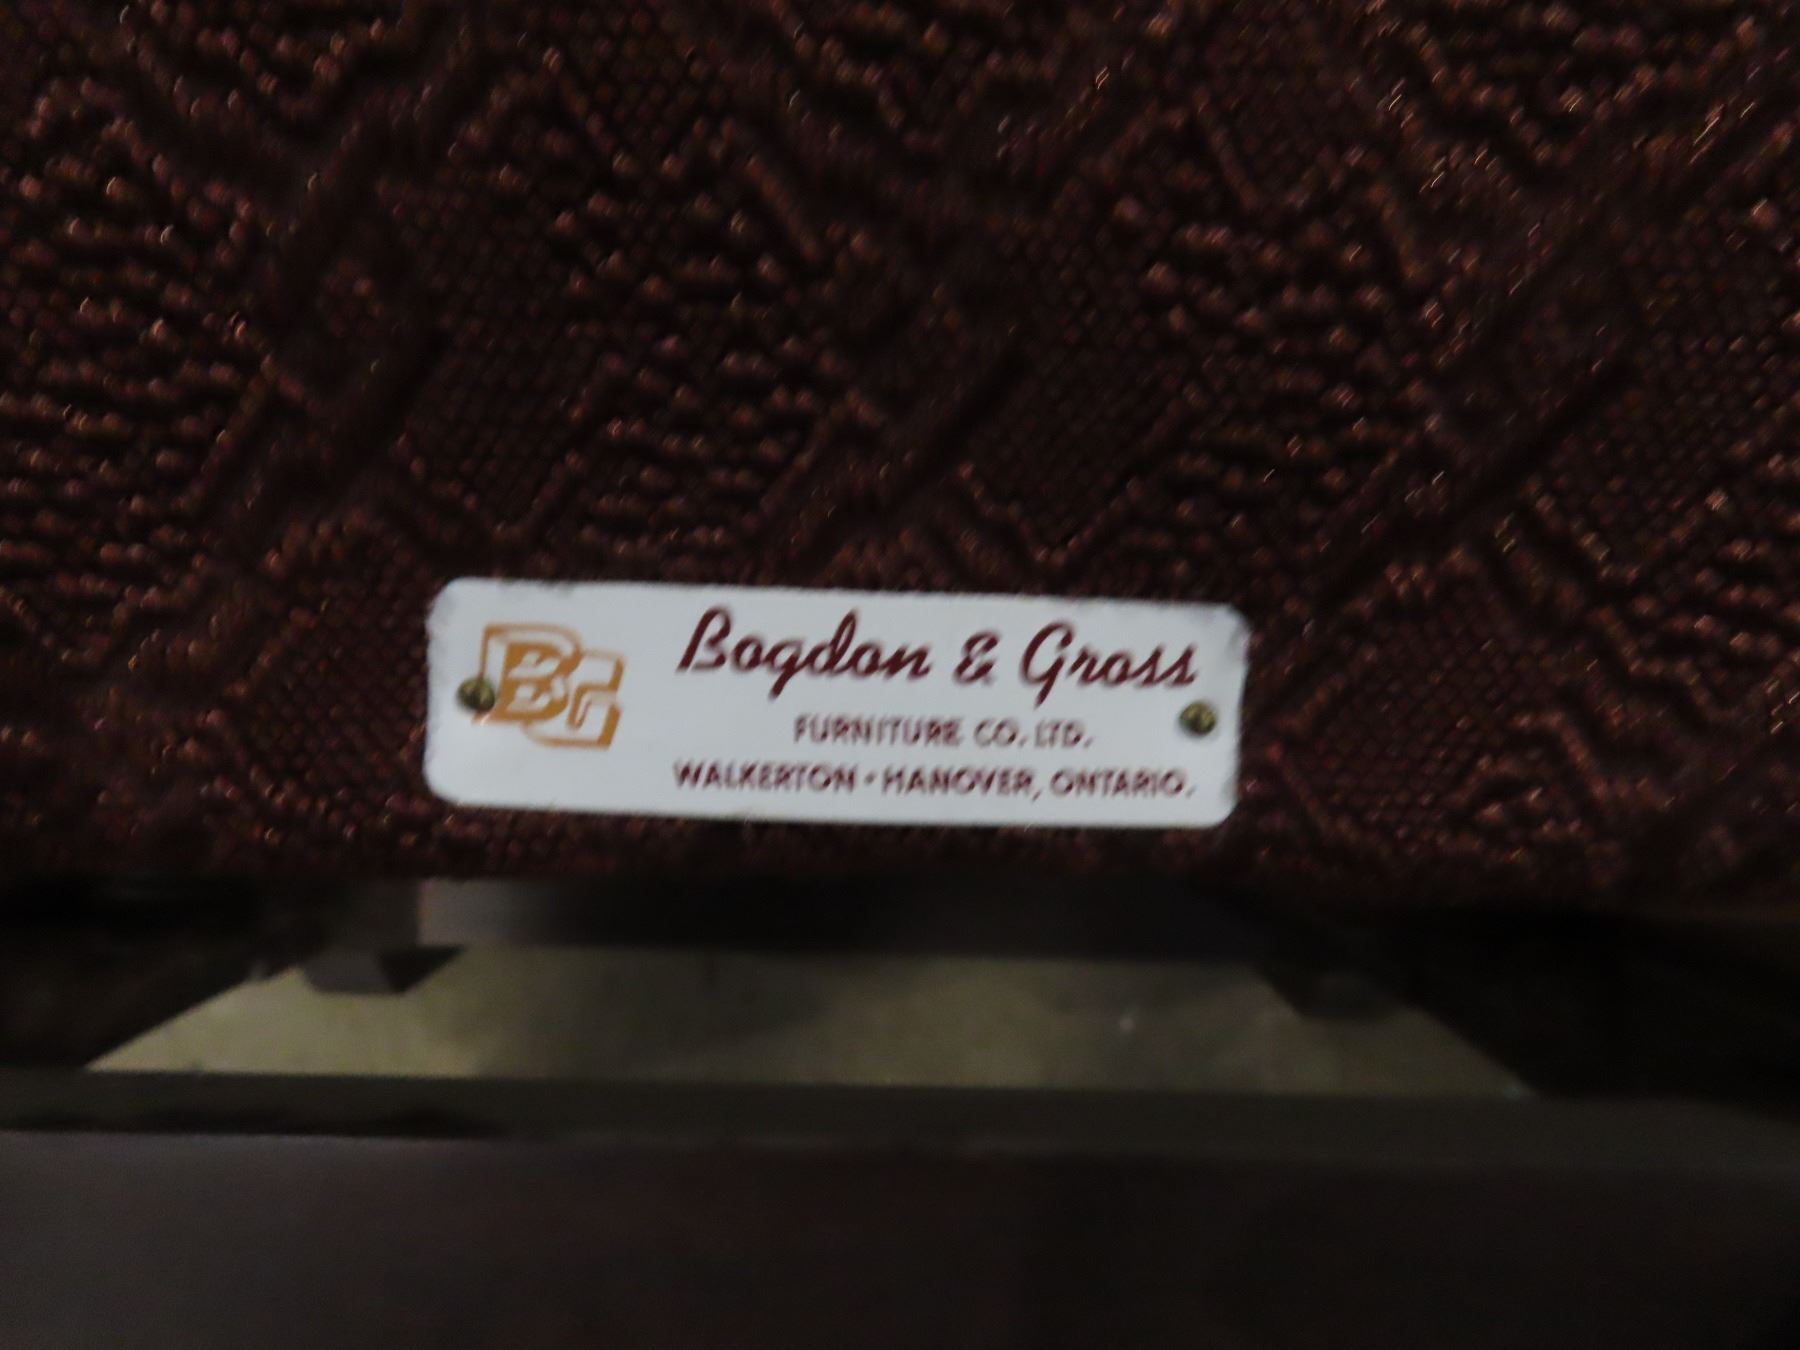 BG Bogdon & Gross
FURNITURE CO. LTD.
WALKERTON • HANOVER, ONTARIO.